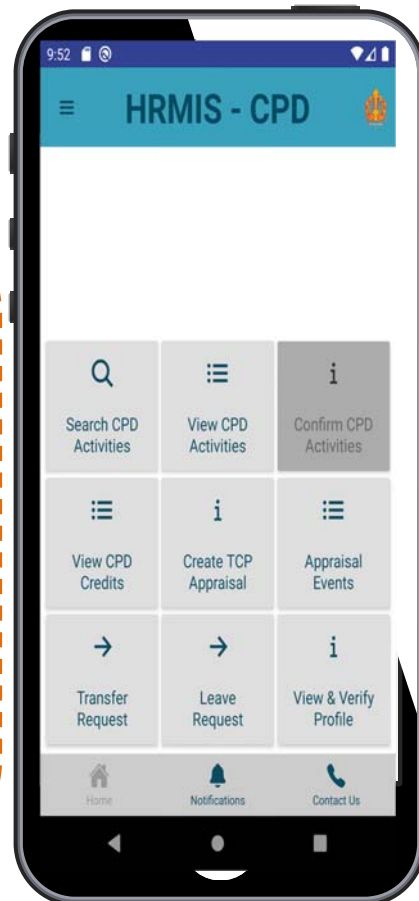 9:52
HRMIS - CPD
Search CPD
Activities
View CPD
Activities
Confirm CPD
Activities
View CPD
Credits
Create TCP
Appraisal
Appraisal
Events
Transfer
Request
Leave
Request
View & Verify
Profile
Home
Notifications
Contact Us